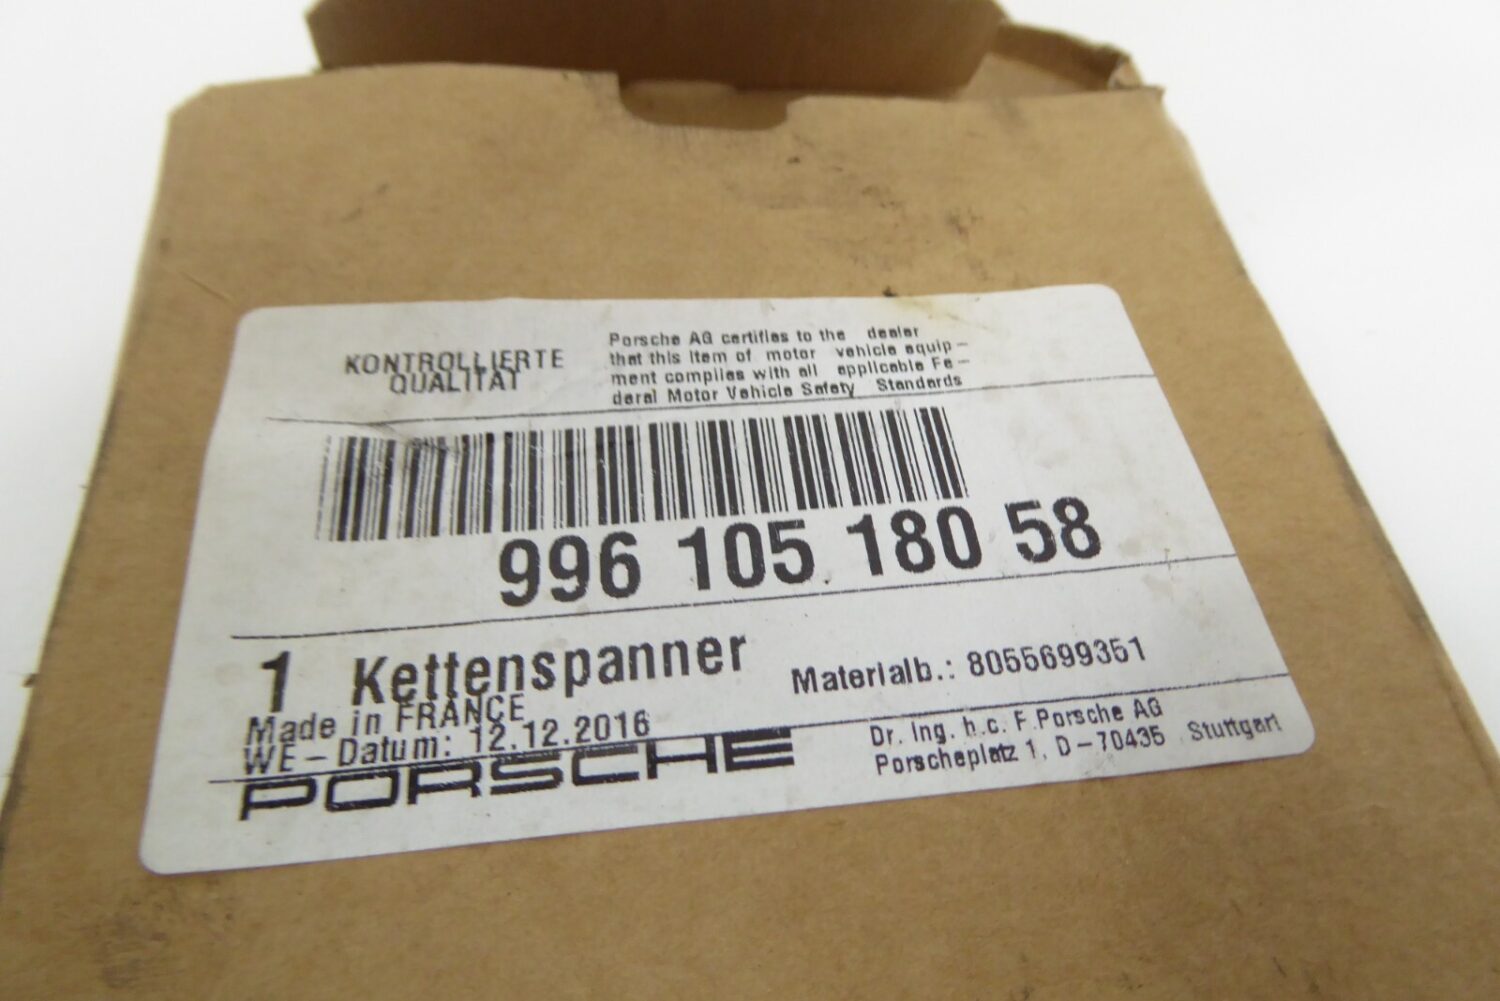 KONTROLLIERTE
QUALITÄT
Porsche AG certifies to the dealer
that this item of motor vehicle equip-
ment complies with all applicable Fe-
deral Motor Vehicle Safety Standards
996 105 180 58
1 Kettenspanner
Materialb.: 8055699351
Made in FRANCE
WE-Datum: 12.12.2016
PORSCHE
Dr. Ing. h.c. F.Porsche AG
Porscheplatz 1, D-70435 Stuttgart